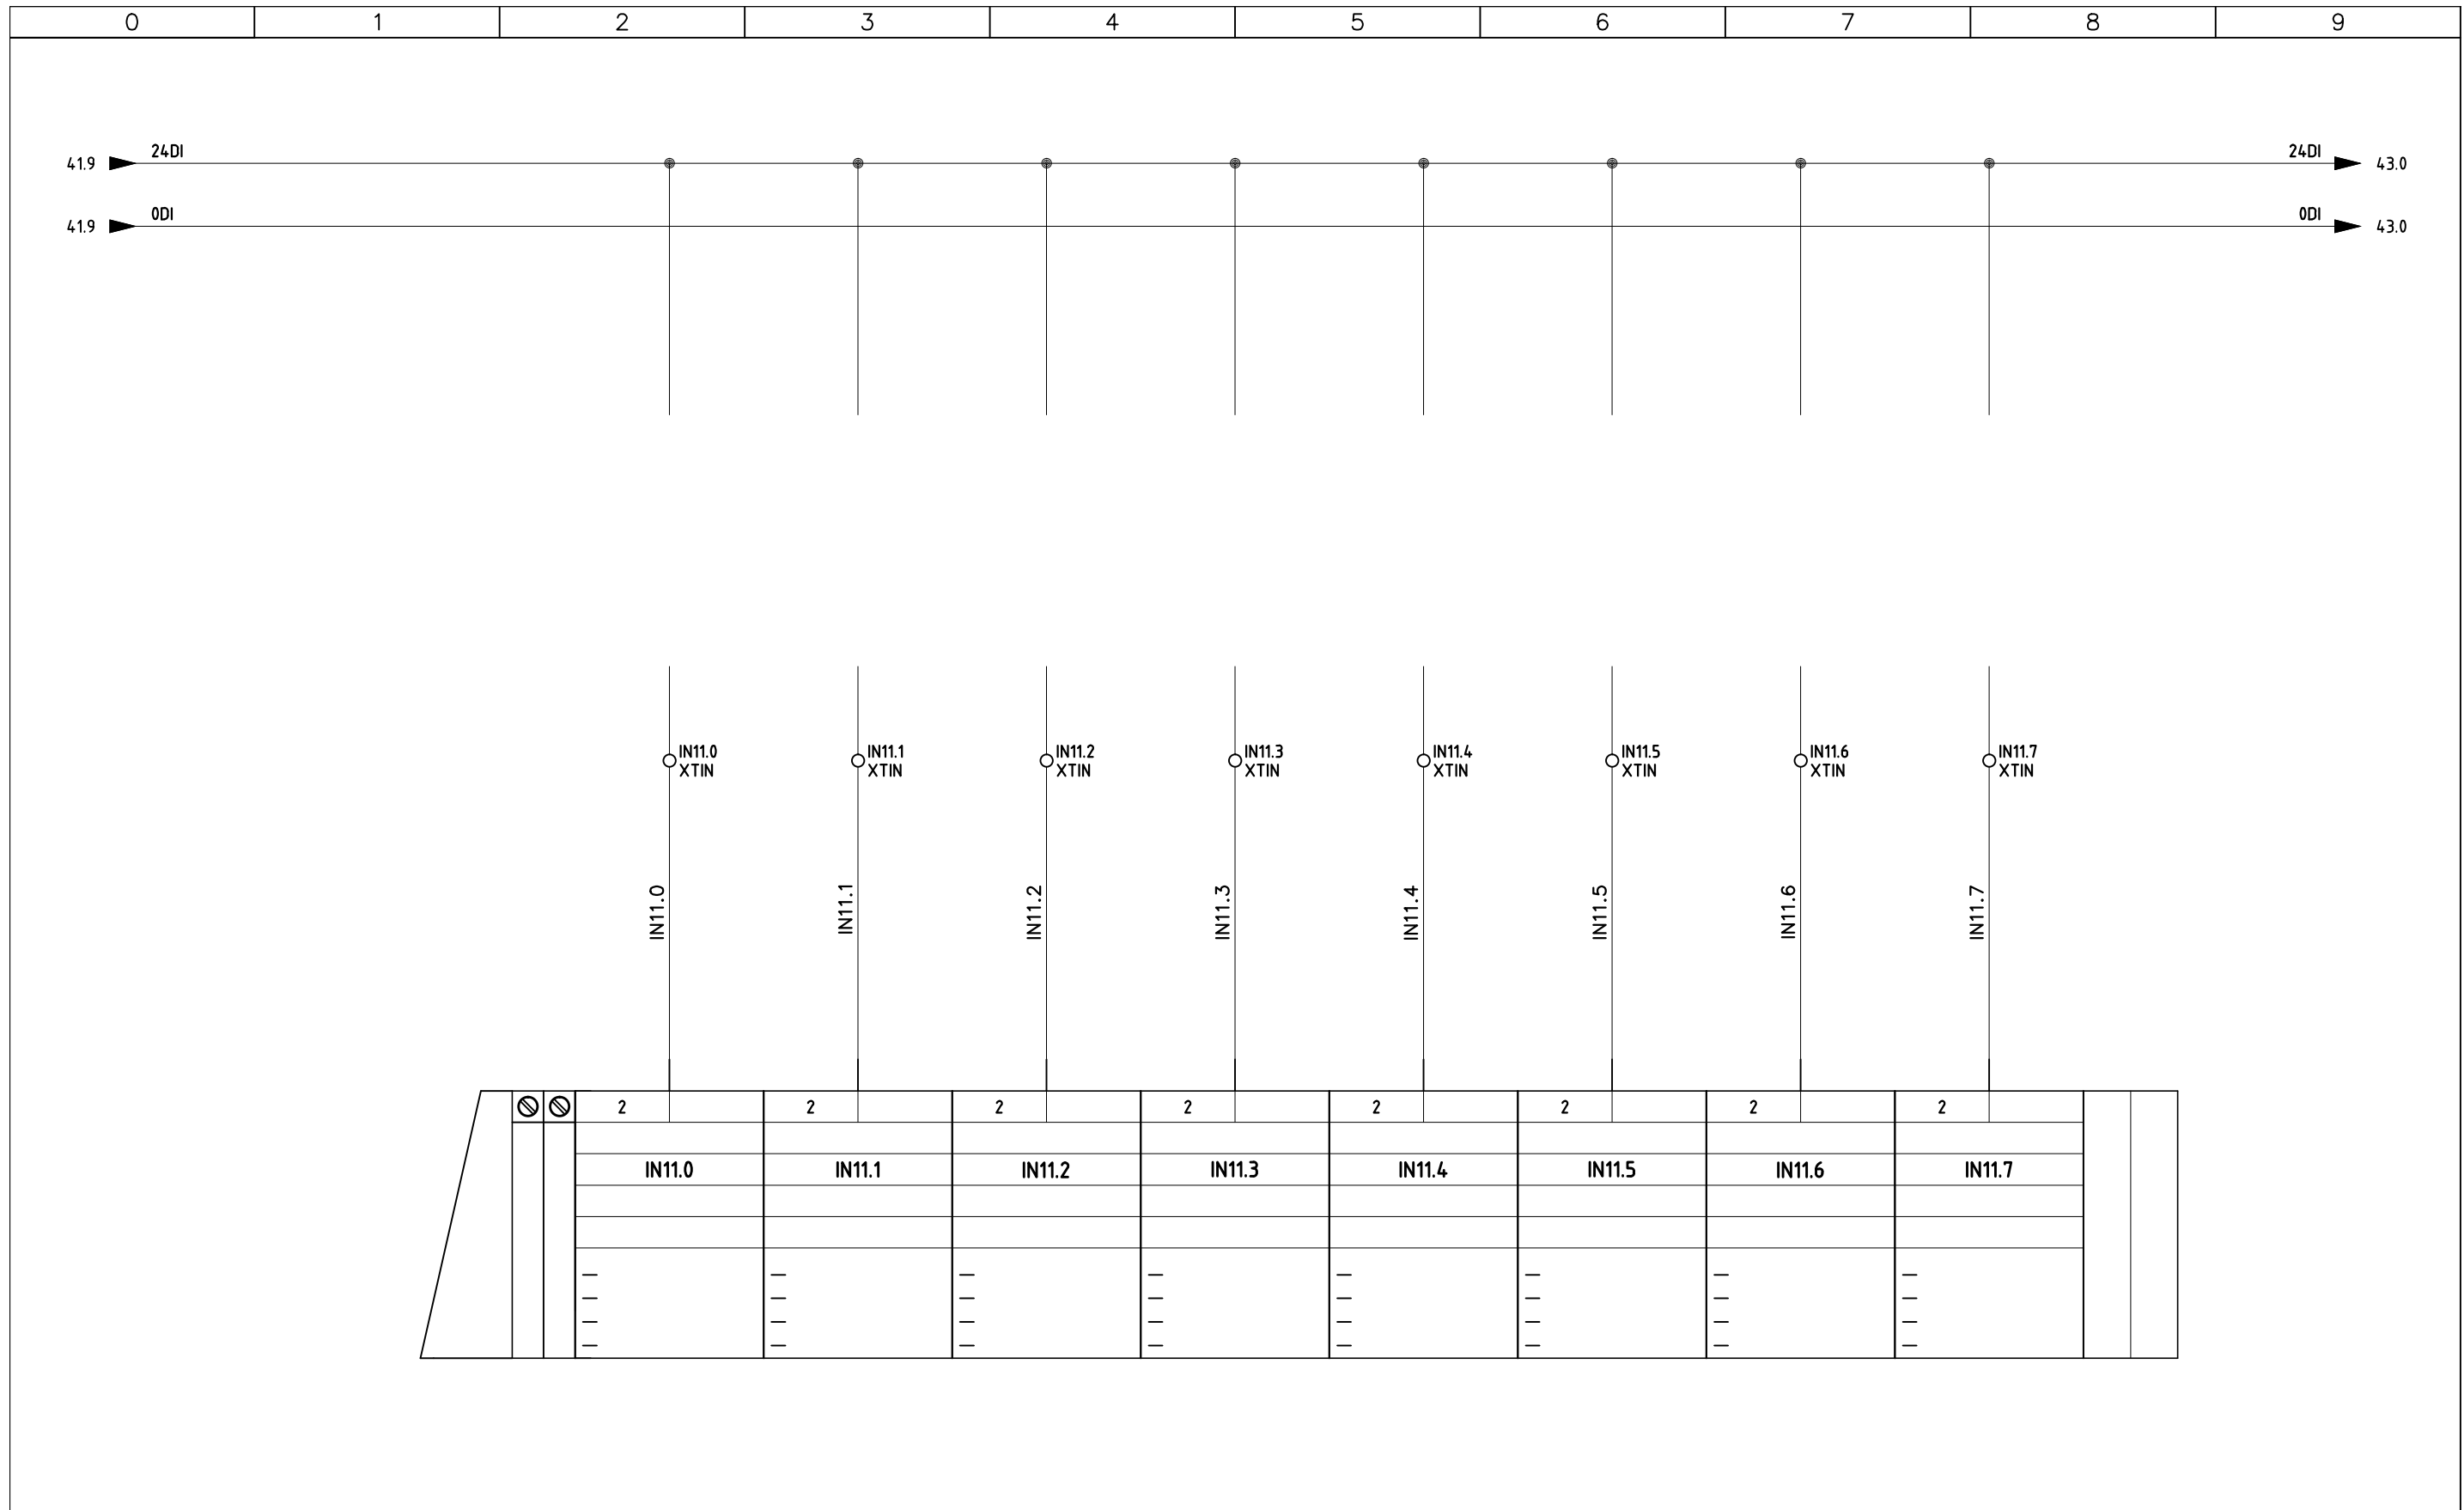 0 1 2 3 4 5 6 7 8 9
24DI 24DI
41.9 43.0
0DI 0DI
41.9 43.0
IN11.0 IN11.1 IN11.2 IN11.3 IN11.4 IN11.5 IN11.6 IN11.7
XTIN XTIN XTIN XTIN XTIN XTIN XTIN XTIN
IN11.0 IN11.1 IN11.2 IN11.3 IN11.4 IN11.5 IN11.6 IN11.7
2 2 2 2 2 2 2 2
IN11.0 IN11.1 IN11.2 IN11.3 IN11.4 IN11.5 IN11.6 IN11.7